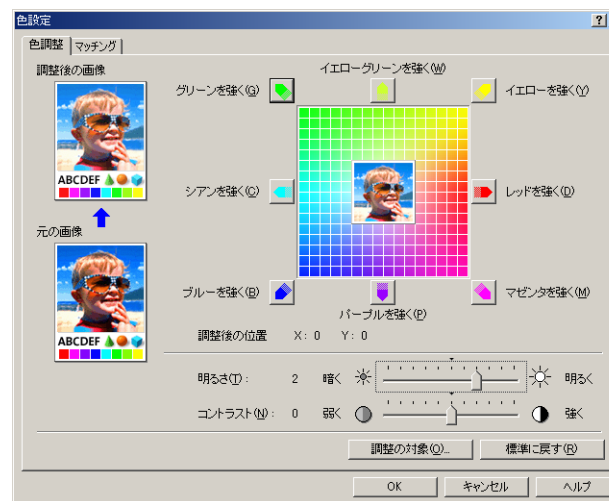 色設定
?
色調整 マッチング
調整後の画像
イエローグリーンを強く(W)
グリーンを強く(G)
イエローを強く(Y)
ABCDEF
シアンを強く(C)
レッドを強く(D)
元の画像
ABCDEF
ブルーを強く(B)
マゼンタを強く(M)
パープルを強く(P)
調整後の位置 X: 0 Y: 0
明るさ(T): 2 暗く 明るく
コントラスト(N): 0 弱く 強く
調整の対象(O)... 標準に戻す(R)
OK キャンセル ヘルプ